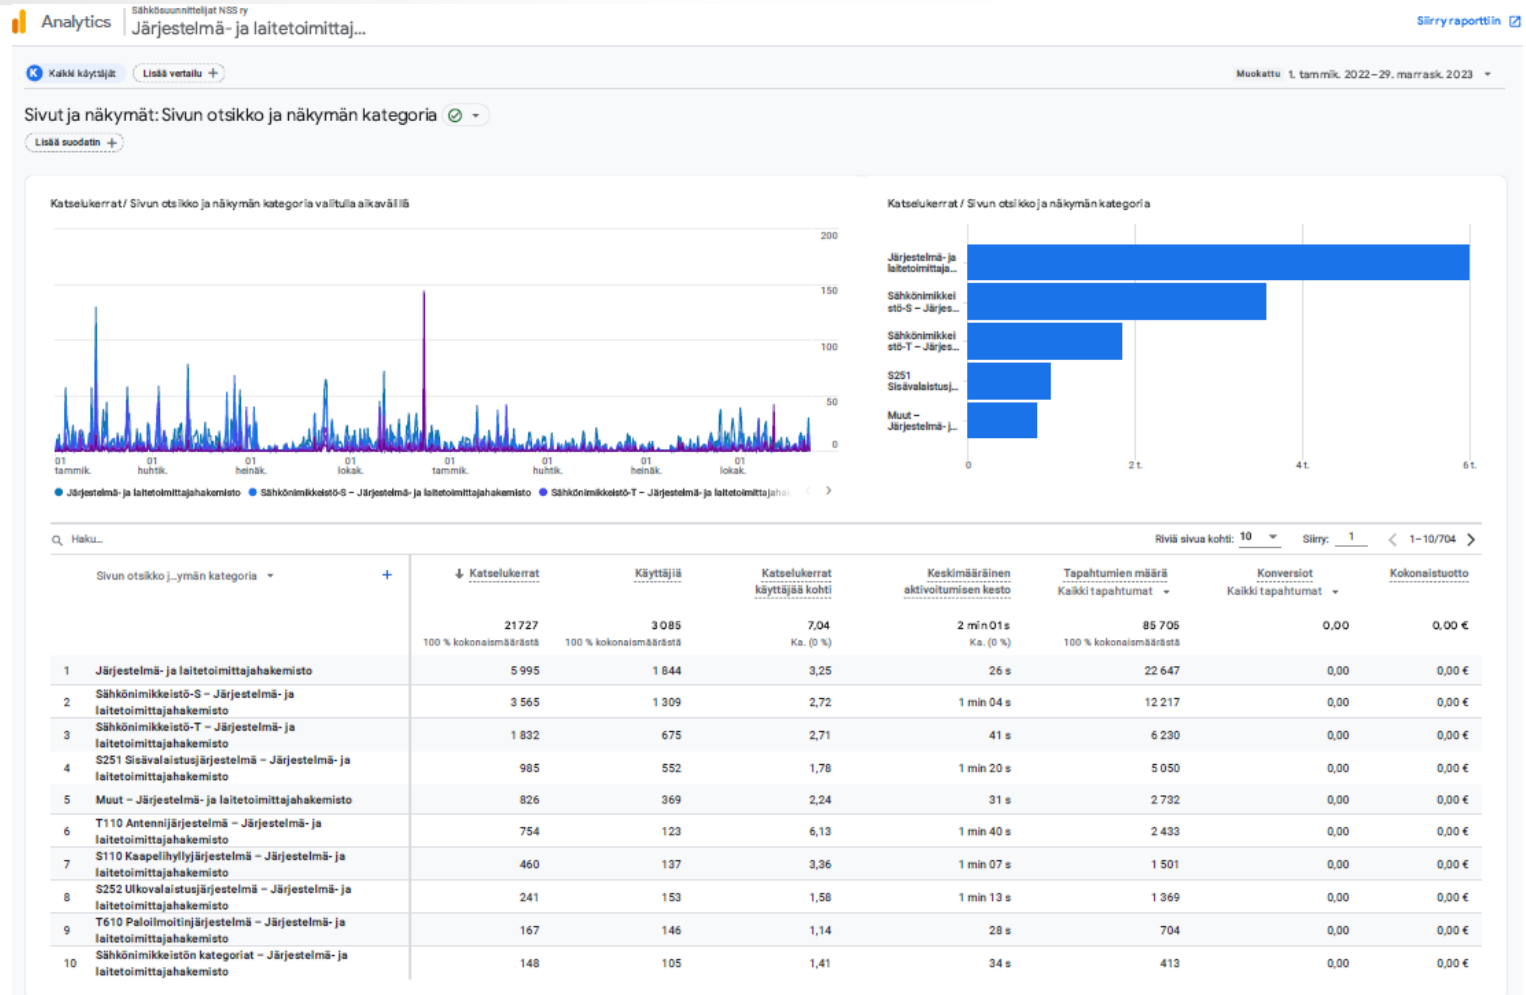 Analytics
Sähkösuunnittelijat NSS ry
Järjestelmä- ja laitetoimittaj...
Siirry raporttiin
K Kaikki käyttäjät
Lisää vertailu +
Muokattu 1. tammik. 2022–29. marrask. 2023
Sivut ja näkymät: Sivun otsikko ja näkymän kategoria
Lisää suodatin +
Katselukerrat/ Sivun otsikko ja näkymän kategoria valitulla aikavälillä
200
150
100
50
0
01 tammik.
01 huhtik.
01 heinäk.
01 lokak.
01 tammik.
01 huhtik.
01 heinäk.
01 lokak.
Järjestelmä- ja laitetoimittajahakemisto
Sähkönimikkeistö-S – Järjestelmä- ja laitetoimittajahakemisto
Sähkönimikkeistö-T – Järjestelmä- ja laitetoimittajahai
Katselukerrat / Sivun otsikko ja näkymän kategoria
Järjestelmä- ja
laitetoimittaja...
Sähkönimikkei
stö-S – Järjes...
Sähkönimikkei
stö-T – Järjes...
S251
Sisävalaistusj...
Muut –
Järjestelmä- j...
0
2 t.
4 t.
6 t.
Haku...
Riviä sivua kohti: 10
Siirry: 1
1–10/704
Sivun otsikko j...ymän kategoria
+
Katselukerrat
Käyttäjiä
Katselukerrat
käyttäjää kohti
Keskimääräinen
aktivoitumisen kesto
Tapahtumien määrä
Kaikki tapahtumat
Konversiot
Kaikki tapahtumat
Kokonaistuotto
21 727 3 085 7,04 2 min 01 s 85 705 0,00 0,00 €
100 % kokonaismäärästä 100 % kokonaismäärästä Ka. (0 %) Ka. (0 %) 100 % kokonaismäärästä
1 Järjestelmä- ja laitetoimittajahakemisto 5 995 1 844 3,25 26 s 22 647 0,00 0,00 €
2 Sähkönimikkeistö-S – Järjestelmä- ja
laitetoimittajahakemisto 3 565 1 309 2,72 1 min 04 s 12 217 0,00 0,00 €
3 Sähkönimikkeistö-T – Järjestelmä- ja
laitetoimittajahakemisto 1 832 675 2,71 41 s 6 230 0,00 0,00 €
4 S251 Sisävalaistusjärjestelmä – Järjestelmä- ja
laitetoimittajahakemisto 985 552 1,78 1 min 20 s 5 050 0,00 0,00 €
5 Muut – Järjestelmä- ja laitetoimittajahakemisto 826 369 2,24 31 s 2 732 0,00 0,00 €
6 T110 Antennijärjestelmä – Järjestelmä- ja
laitetoimittajahakemisto 754 123 6,13 1 min 40 s 2 433 0,00 0,00 €
7 S110 Kaapelihyllyjärjestelmä – Järjestelmä- ja
laitetoimittajahakemisto 460 137 3,36 1 min 07 s 1 501 0,00 0,00 €
8 S252 Ulkovalaistusjärjestelmä – Järjestelmä- ja
laitetoimittajahakemisto 241 153 1,58 1 min 13 s 1 369 0,00 0,00 €
9 T610 Paloilmoitinjärjestelmä – Järjestelmä- ja
laitetoimittajahakemisto 167 146 1,14 28 s 704 0,00 0,00 €
10 Sähkönimikkeistön kategoriat – Järjestelmä- ja
laitetoimittajahakemisto 148 105 1,41 34 s 413 0,00 0,00 €